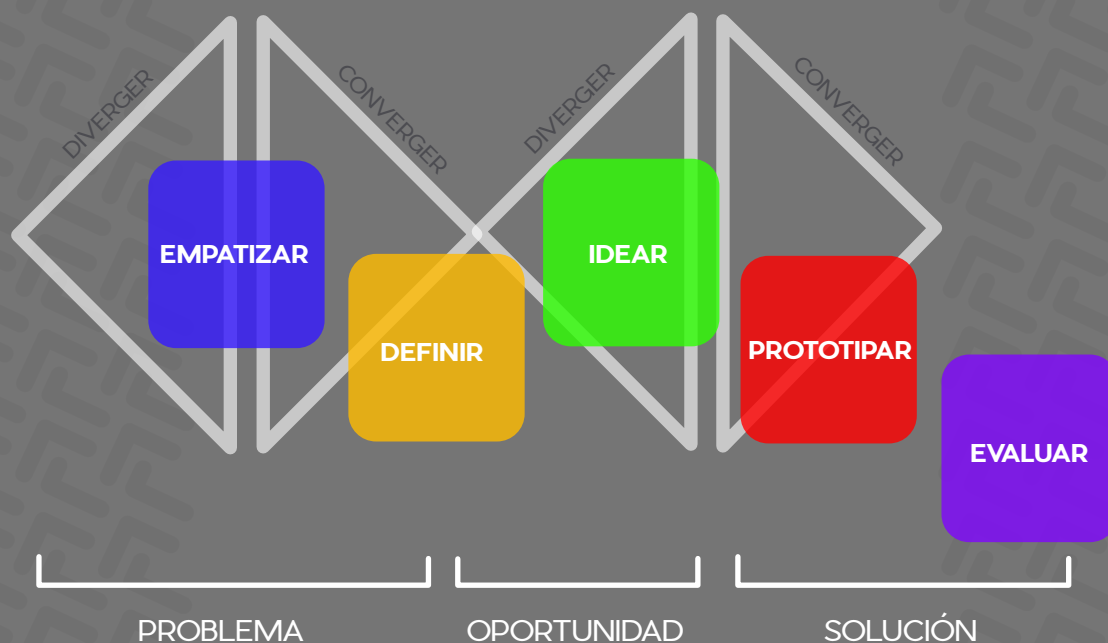 DIVERGER
CONVERGER
DIVERGER
CONVERGER
EMPATIZAR
DEFINIR
IDEAR
PROTOTIPAR
EVALUAR
PROBLEMA
OPORTUNIDAD
SOLUCIÓN